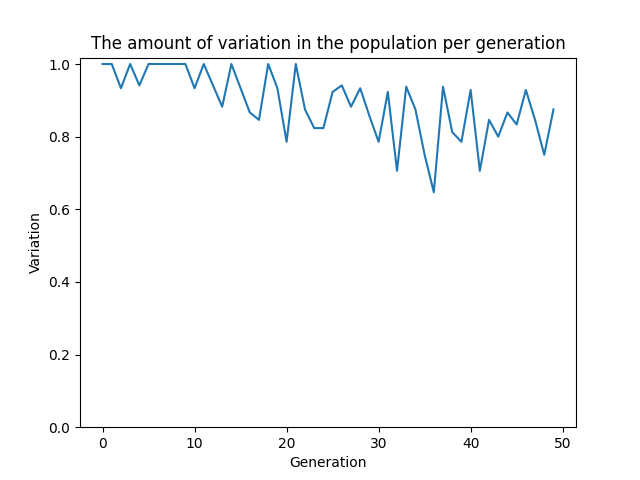 The amount of variation in the population per generation
1.0
0.8
0.6
0.4
0.2
0.0
Variation
0 10 20 30 40 50
Generation